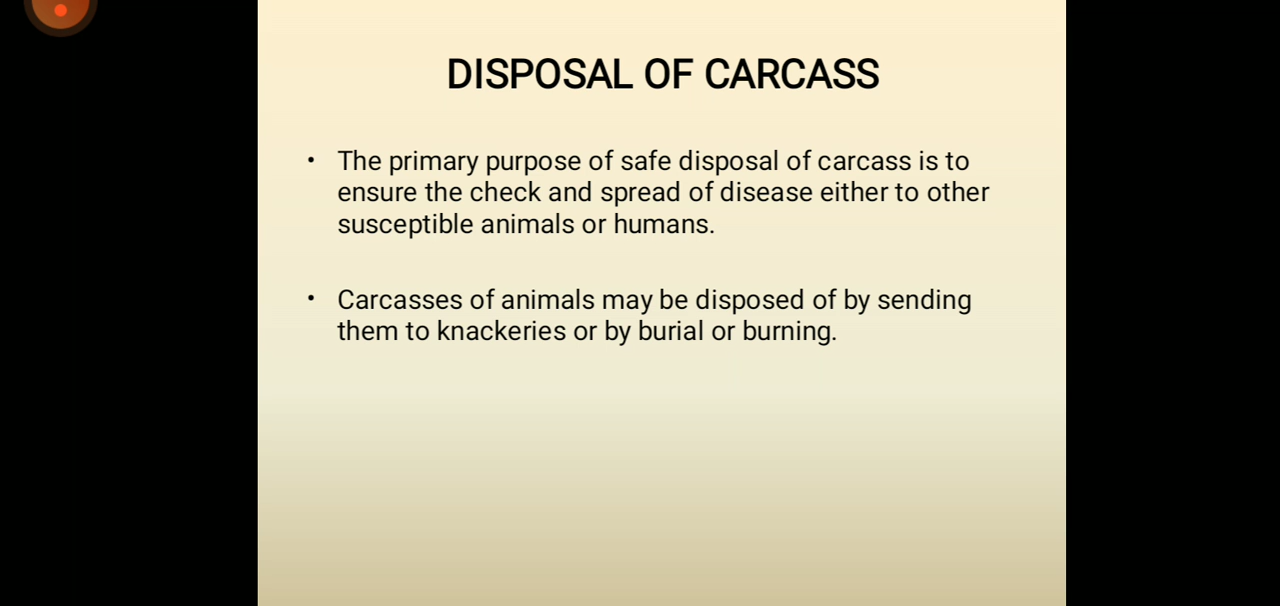 DISPOSAL OF CARCASS
• The primary purpose of safe disposal of carcass is to
ensure the check and spread of disease either to other
susceptible animals or humans.
• Carcasses of animals may be disposed of by sending
them to knackeries or by burial or burning.